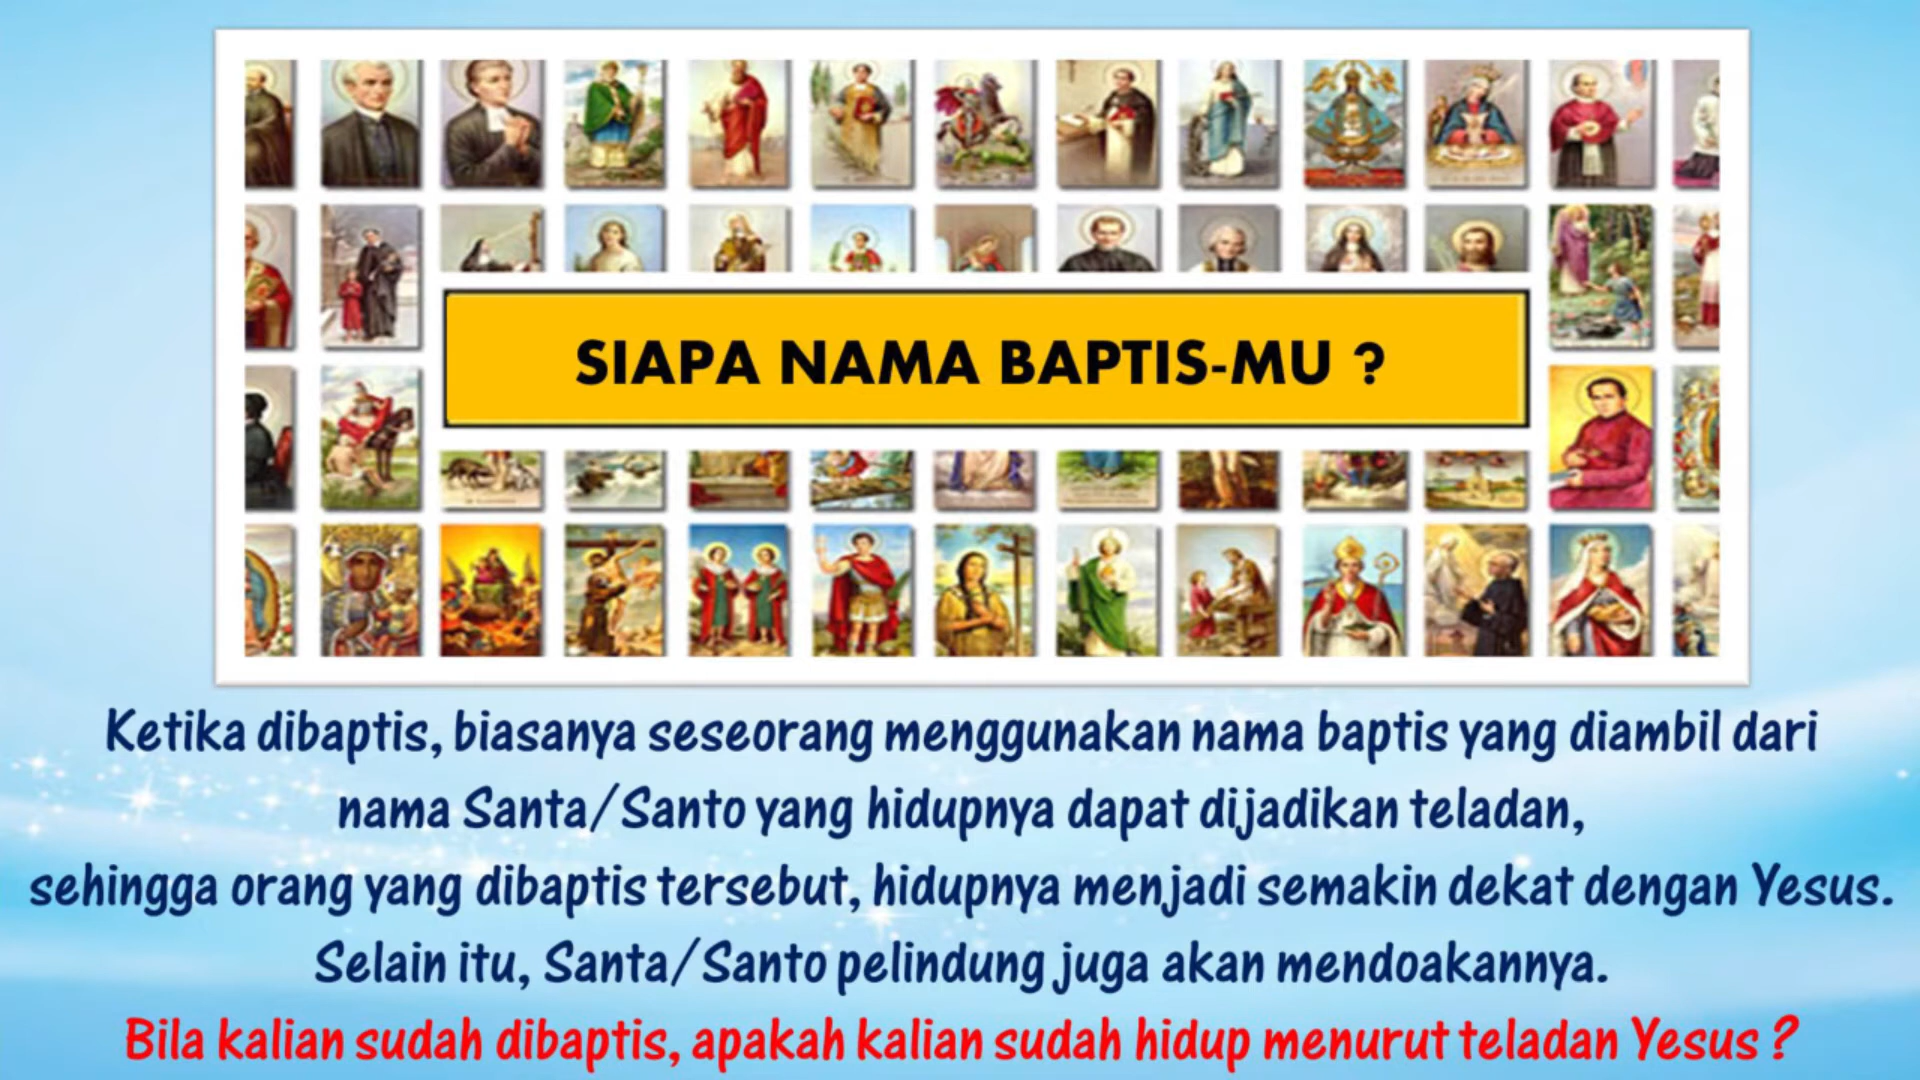 SIAPA NAMA BAPTIS-MU ?
Ketika dibaptis, biasanya seseorang menggunakan nama baptis yang diambil dari
nama Santa/Santo yang hidupnya dapat dijadikan teladan,
sehingga orang yang dibaptis tersebut, hidupnya menjadi semakin dekat dengan Yesus.
Selain itu, Santa/Santo pelindung juga akan mendoakannya.
Bila kalian sudah dibaptis, apakah kalian sudah hidup menurut teladan Yesus ?